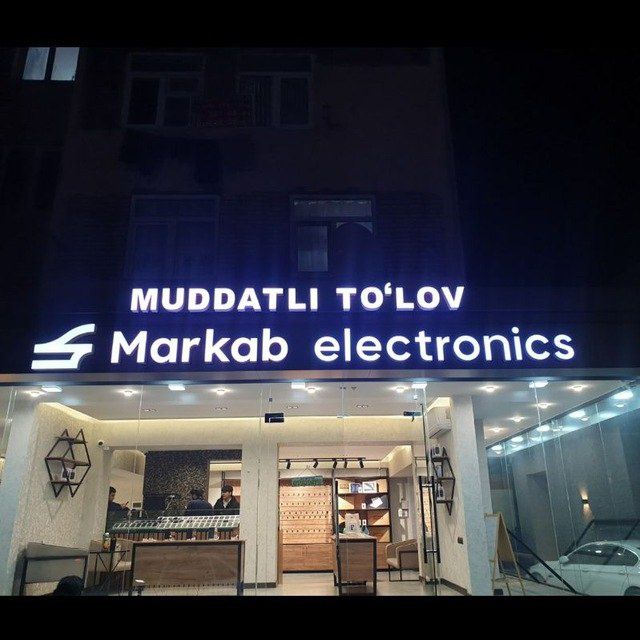 MUDDATLI TO‘LOV
Markab electronics